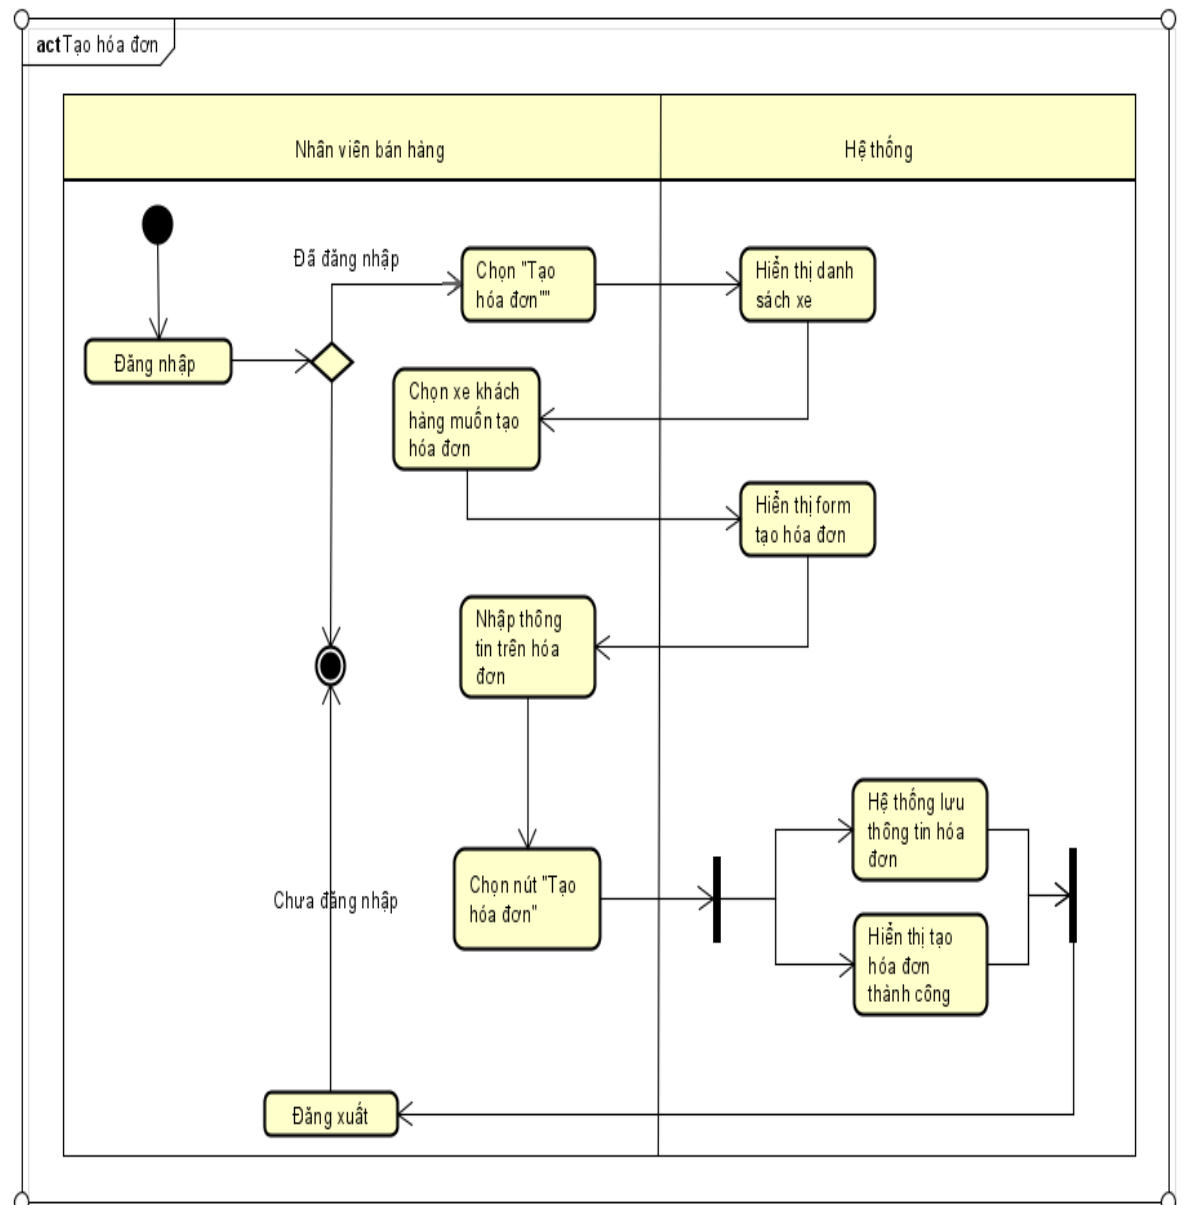 act Tạo hóa đơn
Nhân viên bán hàng
Hệ thống
Đã đăng nhập
Chọn "Tạo
hóa đơn""
Hiển thị danh
sách xe
Đăng nhập
Chọn xe khách
hàng muốn tạo
hóa đơn
Hiển thị form
tạo hóa đơn
Nhập thông
tin trên hóa
đơn
Hệ thống lưu
thông tin hóa
đơn
Chưa đăng nhập
Chọn nút "Tạo
hóa đơn"
Hiển thị tạo
hóa đơn
thành công
Đăng xuất